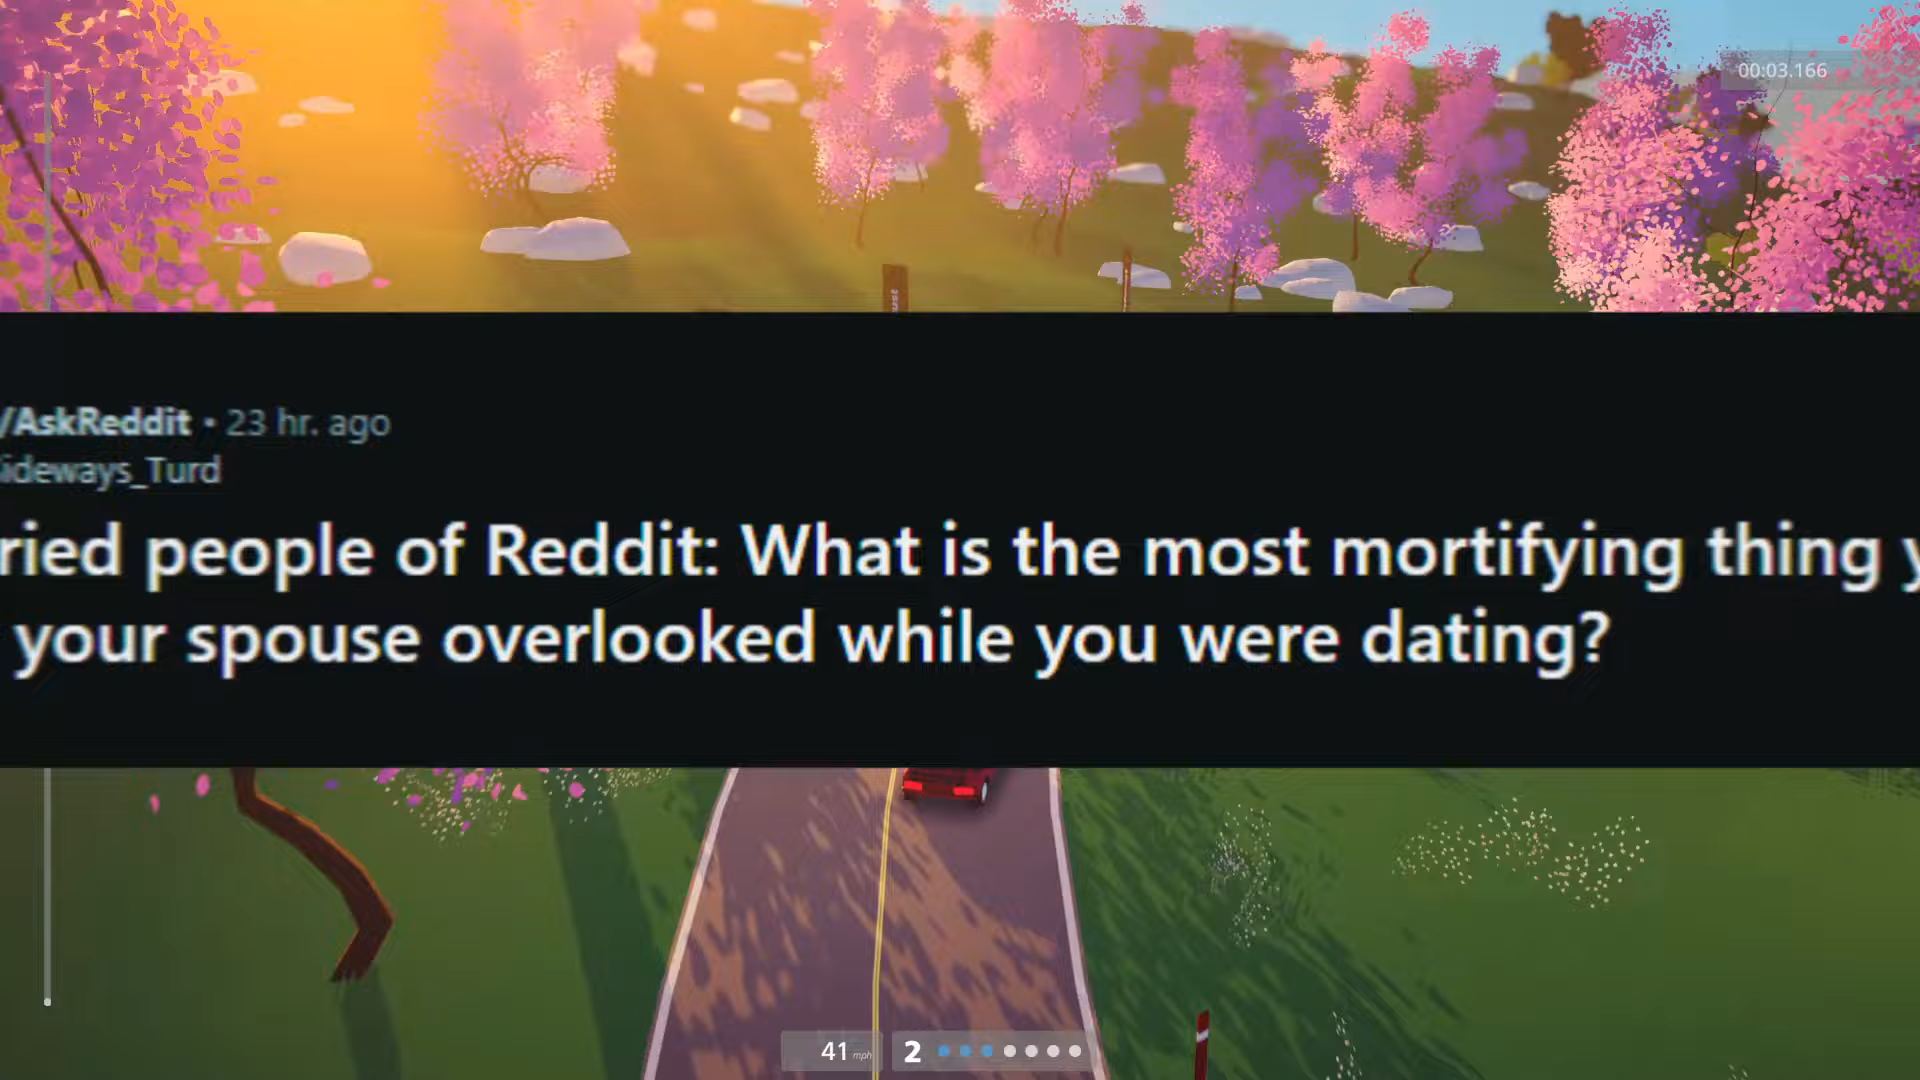 00:03.166
/AskReddit • 23 hr. ago
ideways_Turd
ried people of Reddit: What is the most mortifying thing y
your spouse overlooked while you were dating?
41 mph 2